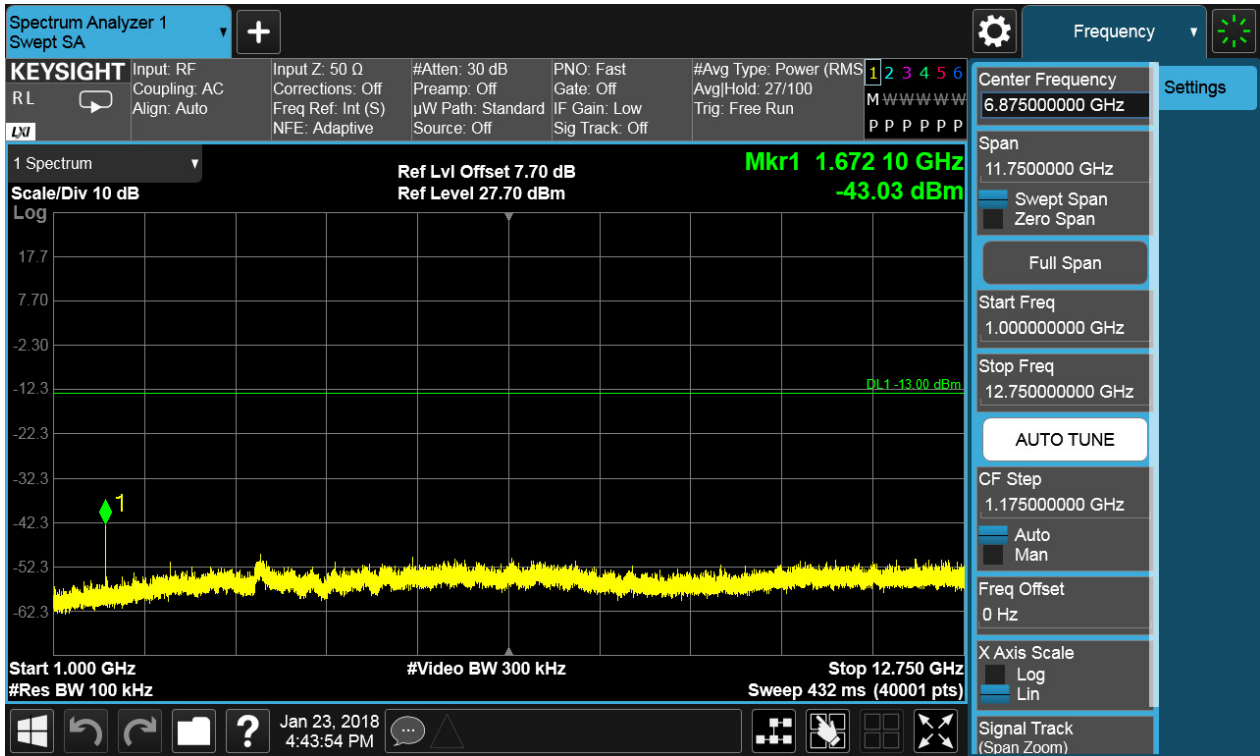 Spectrum Analyzer 1
Swept SA
Frequency
KEYSIGHT
RL
LXI
Input: RF
Coupling: AC
Align: Auto
Input Z: 50 Ω
Corrections: Off
Freq Ref: Int (S)
NFE: Adaptive
#Atten: 30 dB
Preamp: Off
µW Path: Standard
Source: Off
PNO: Fast
Gate: Off
IF Gain: Low
Sig Track: Off
#Avg Type: Power (RMS
Avg|Hold: 27/100
Trig: Free Run
1 2 3 4 5 6
M W W W W W
P P P P P P
1 Spectrum
Scale/Div 10 dB
Log
Ref Lvl Offset 7.70 dB
Ref Level 27.70 dBm
Mkr1 1.672 10 GHz
-43.03 dBm
17.7
7.70
-2.30
-12.3
DL1 -13.00 dBm
-22.3
-32.3
1
-42.3
-52.3
-62.3
Start 1.000 GHz
#Video BW 300 kHz
Stop 12.750 GHz
#Res BW 100 kHz
Sweep 432 ms (40001 pts)
?
Jan 23, 2018
4:43:54 PM
Center Frequency
6.875000000 GHz
Settings
Span
11.7500000 GHz
Swept Span
Zero Span
Full Span
Start Freq
1.000000000 GHz
Stop Freq
12.750000000 GHz
AUTO TUNE
CF Step
1.175000000 GHz
Auto
Man
Freq Offset
0 Hz
X Axis Scale
Log
Lin
Signal Track
(Span Zoom)